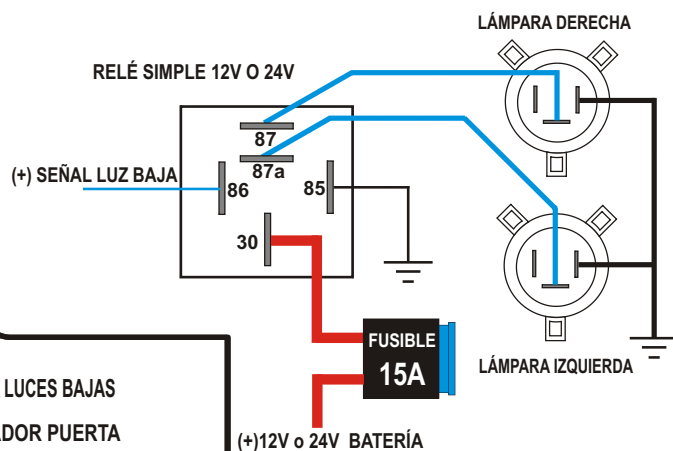 LÁMPARA DERECHA
RELÉ SIMPLE 12V O 24V
87
87a
(+) SEÑAL LUZ BAJA
86
85
30
FUSIBLE
15A
LÁMPARA IZQUIERDA
LUCES BAJAS
ADOR PUERTA
(+)12V o 24V BATERÍA